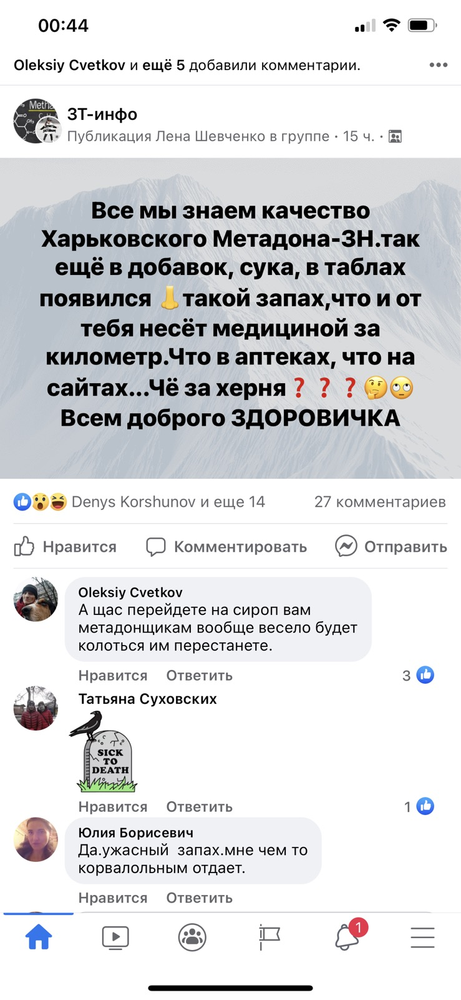 00:44
Oleksiy Cvetkov и ещё 5 добавили комментарии.
Metha
ЗТ-инфо
Публикация Лена Шевченко в группе · 15 ч. ·
Все мы знаем качество
Харьковского Метадона-ЗН.так
ещё в добавок, сука, в таблах
появился 👃такой запах,что и от
тебя несёт медициной за
километр.Что в аптеках, что на
сайтах...Чё за херня❓❓❓🤔🙄
Всем доброго ЗДОРОВИЧКА
Denys Korshunov и еще 14
27 комментариев
Нравится
Комментировать
Отправить
Oleksiy Cvetkov
А щас перейдете на сироп вам
метадонщикам вообще весело будет
колоться им перестанете.
Нравится Ответить 3
Татьяна Суховских
SICK
TO
DEATH
Нравится Ответить 1
Юлия Борисевич
Да.ужасный запах.мне чем то
корвалольным отдает.
Нравится Ответить
1